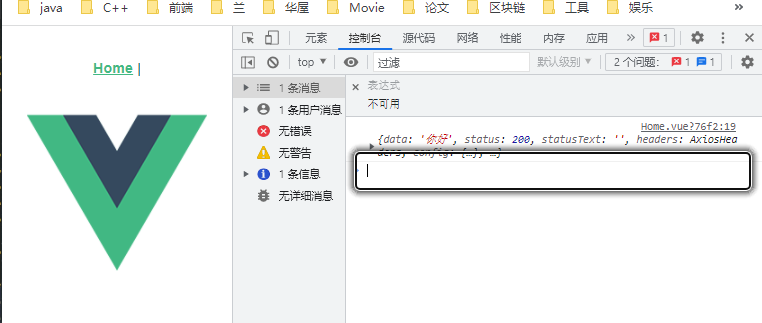 java C++ 前端 兰 华屋 Movie 论文 区块链 工具 娱乐 »
Home |
元素 控制台 源代码 网络 性能 内存 应用 » 1
top ▼ 过滤 默认级别 ▼ 2 个问题: 1 1
1 条消息
1 条用户消息
无错误
无警告
1 条信息
无详细消息
表达式
不可用
Home.vue?76f2:19
{data: '你好', status: 200, statusText: '', headers: AxiosHea
ders, config: {…}, …}